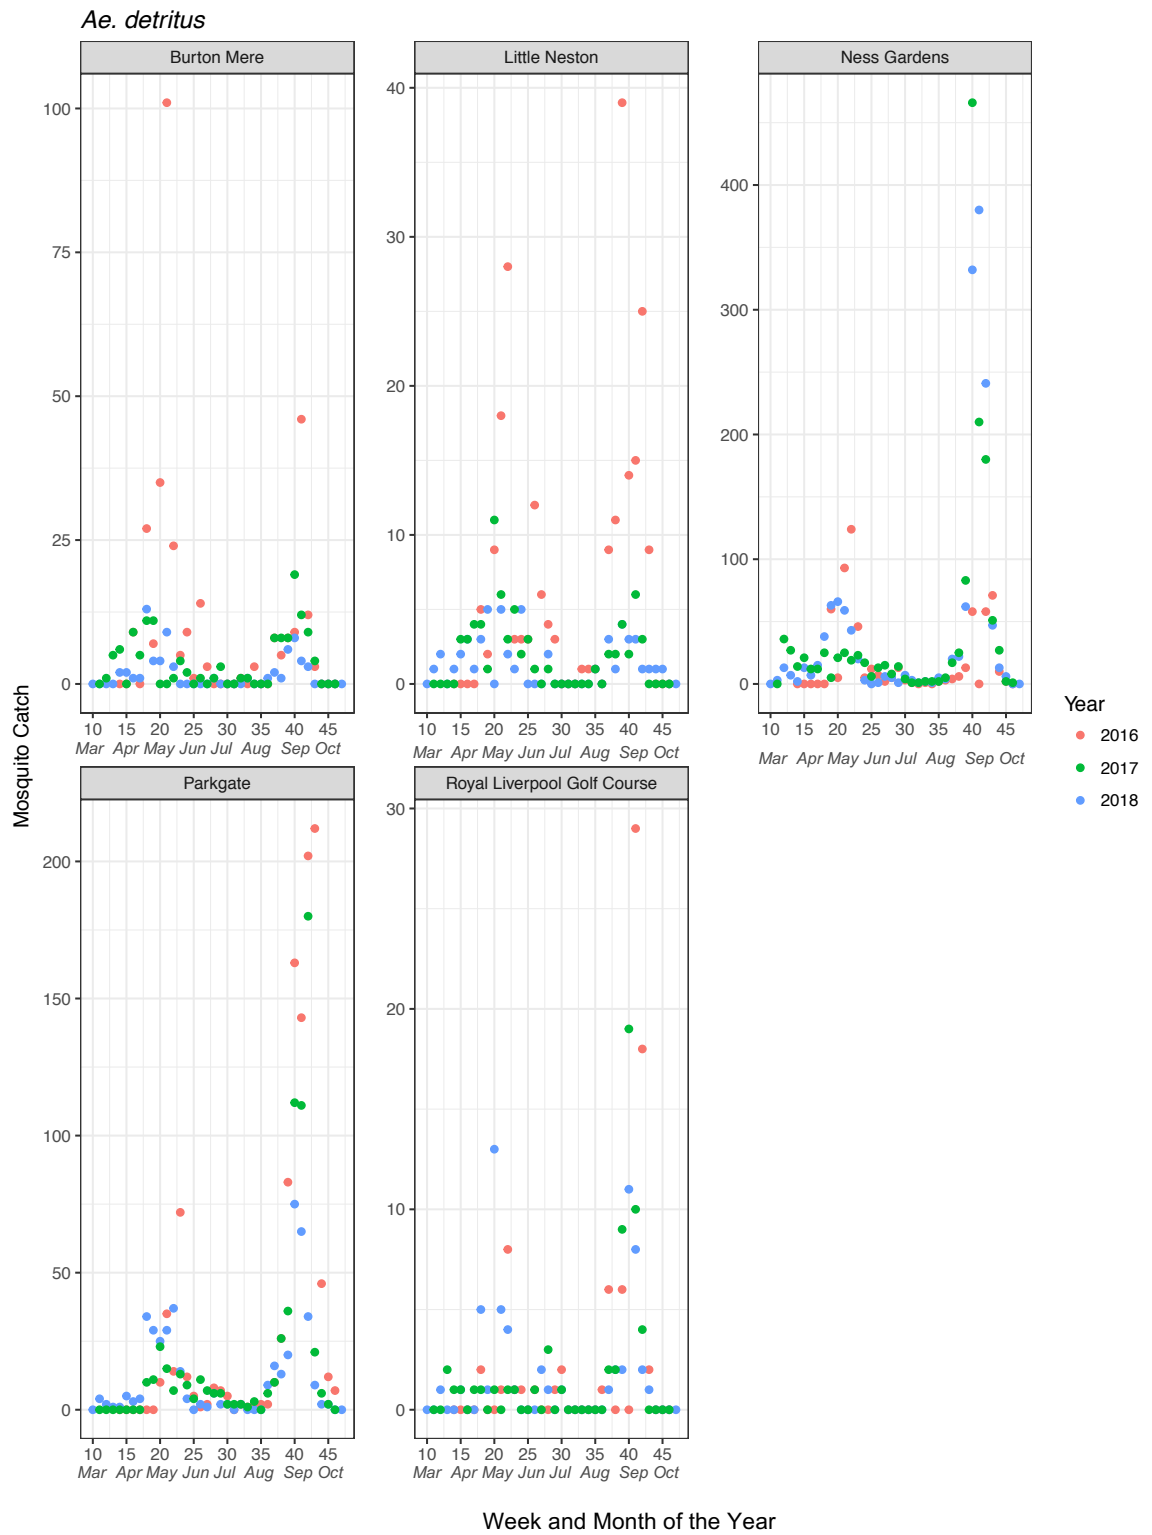 Ae. detritus
Burton Mere
Little Neston
Ness Gardens
100
75
50
25
0
40
30
20
10
0
400
300
200
100
0
10 15 20 25 30 35 40 45
Mar Apr May Jun Jul Aug Sep Oct
10 15 20 25 30 35 40 45
Mar Apr May Jun Jul Aug Sep Oct
10 15 20 25 30 35 40 45
Mar Apr May Jun Jul Aug Sep Oct
Year
2016
2017
2018
Mosquito Catch
Parkgate
Royal Liverpool Golf Course
200
150
100
50
0
30
20
10
0
10 15 20 25 30 35 40 45
Mar Apr May Jun Jul Aug Sep Oct
10 15 20 25 30 35 40 45
Mar Apr May Jun Jul Aug Sep Oct
Week and Month of the Year